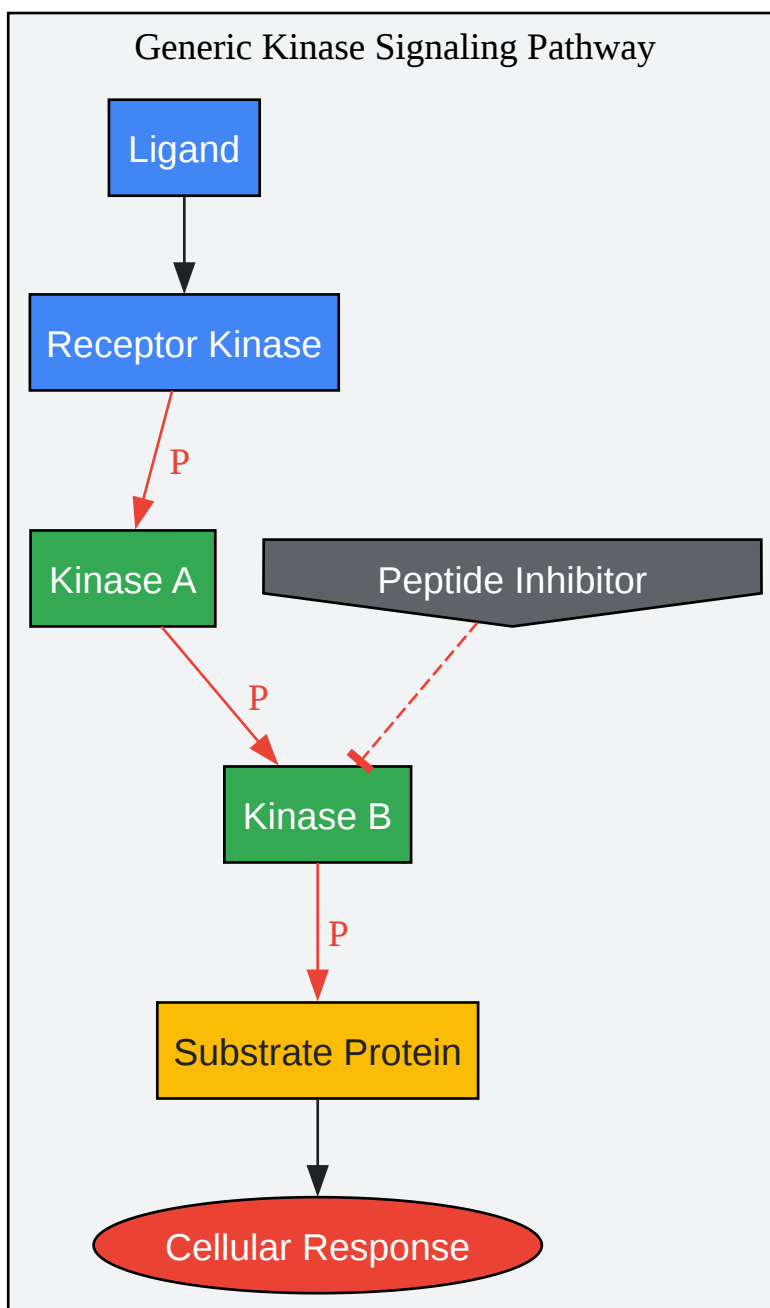 Generic Kinase Signaling Pathway
Ligand
Receptor Kinase
P
Kinase A
Peptide Inhibitor
P
Kinase B
P
Substrate Protein
Cellular Response